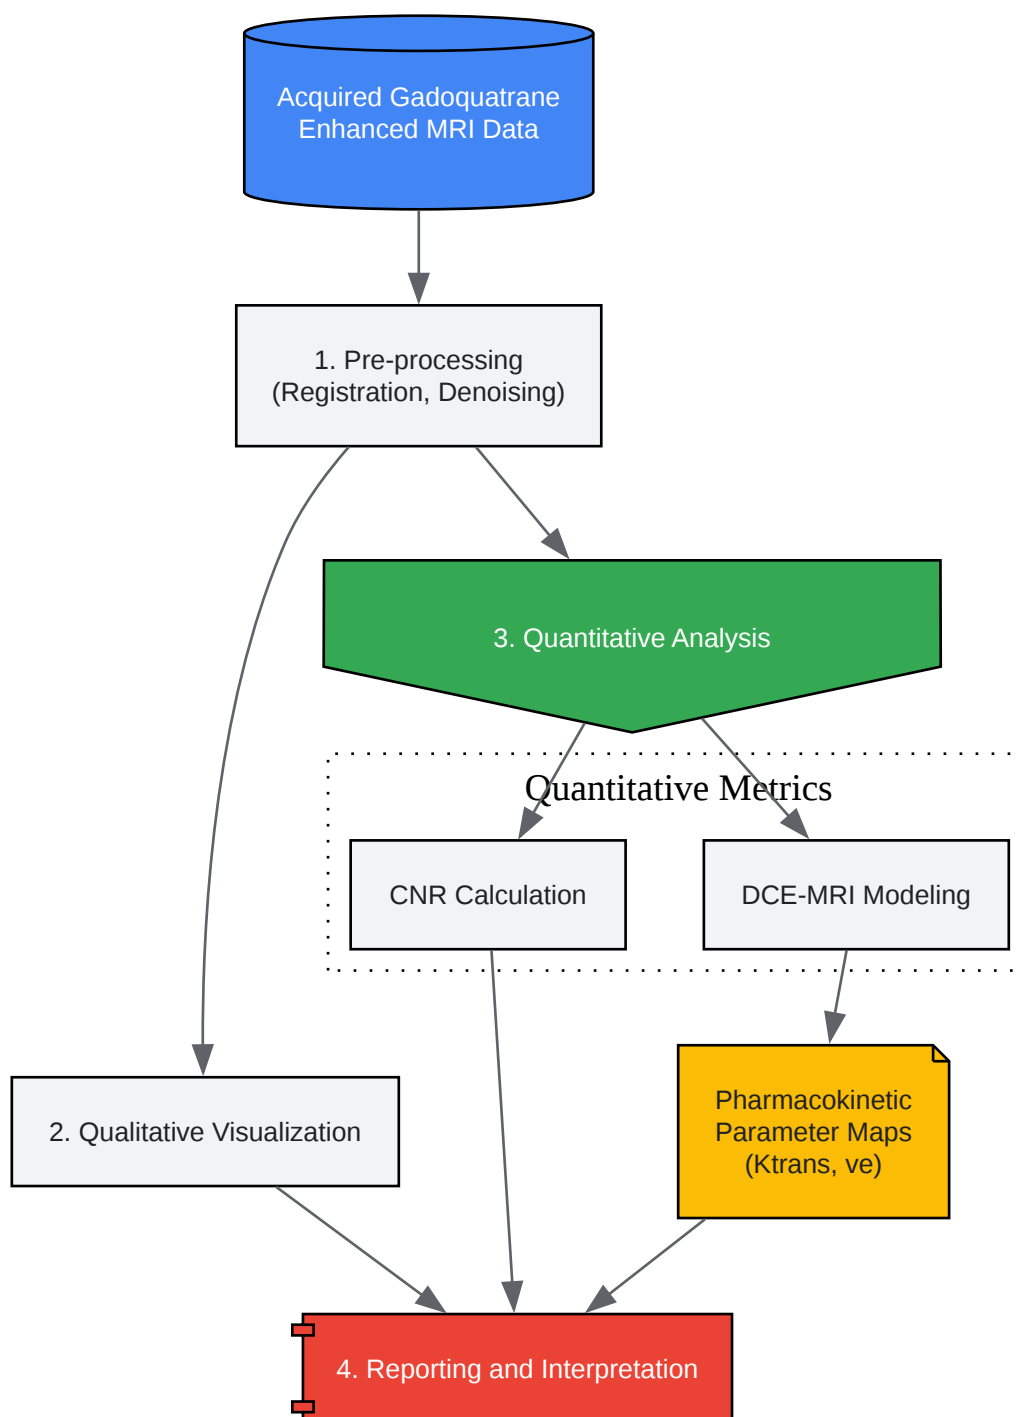 Acquired Gadoquatrane
Enhanced MRI Data
1. Pre-processing
(Registration, Denoising)
3. Quantitative Analysis
Quantitative Metrics
CNR Calculation
DCE-MRI Modeling
2. Qualitative Visualization
Pharmacokinetic
Parameter Maps
(Ktrans, ve)
4. Reporting and Interpretation